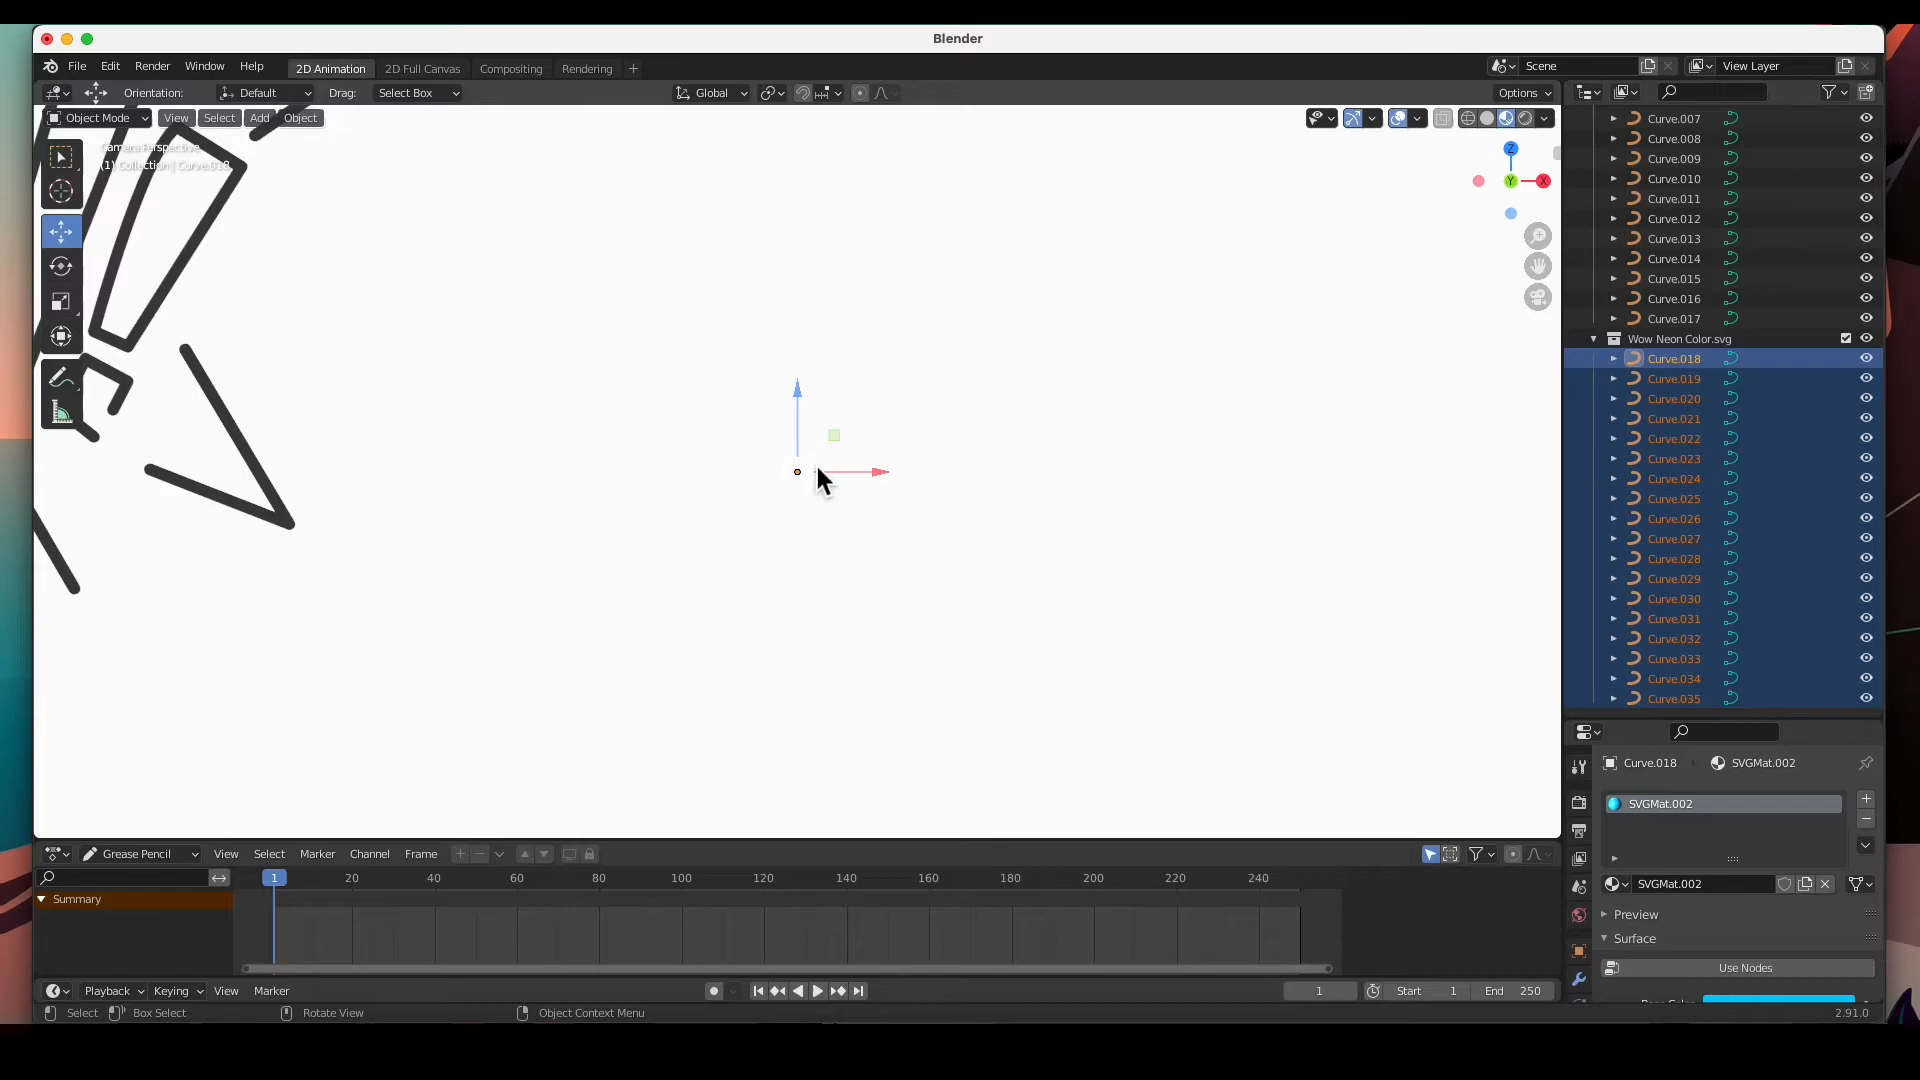 Blender
File Edit Render Window Help 2D Animation 2D Full Canvas Compositing Rendering + Scene View Layer
Orientation: Default Drag: Select Box Global Options
Object Mode View Select Add Object
Camera Perspective
(1) Collection | Curve.018
Z
Y X
Curve.007
Curve.008
Curve.009
Curve.010
Curve.011
Curve.012
Curve.013
Curve.014
Curve.015
Curve.016
Curve.017
Wow Neon Color.svg
Curve.018
Curve.019
Curve.020
Curve.021
Curve.022
Curve.023
Curve.024
Curve.025
Curve.026
Curve.027
Curve.028
Curve.029
Curve.030
Curve.031
Curve.032
Curve.033
Curve.034
Curve.035
Curve.018 SVGMat.002
SVGMat.002
SVGMat.002
Preview
Surface
Use Nodes
Grease Pencil View Select Marker Channel Frame
1 20 40 60 80 100 120 140 160 180 200 220 240
Summary
Playback Keying View Marker 1 Start 1 End 250
Select Box Select Rotate View Object Context Menu 2.91.0